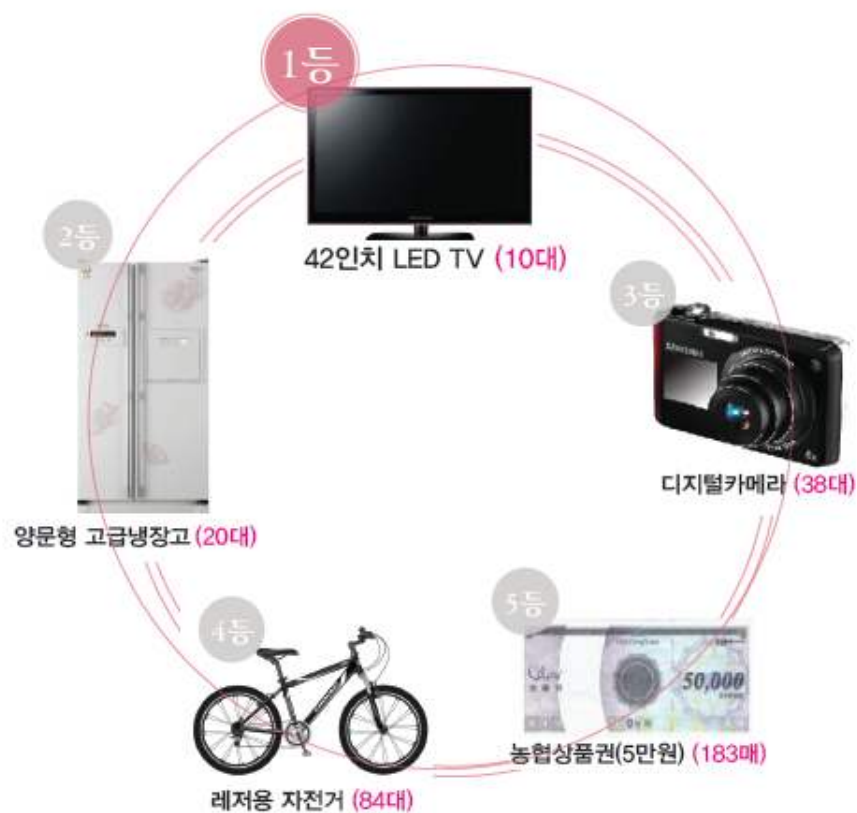 1등
42인치 LED TV (10대)
2등
양문형 고급냉장고 (20대)
3등
SAMSUNG
디지털카메라 (38대)
4등
레저용 자전거 (84대)
5등
50,000
농협상품권(5만원) (183매)